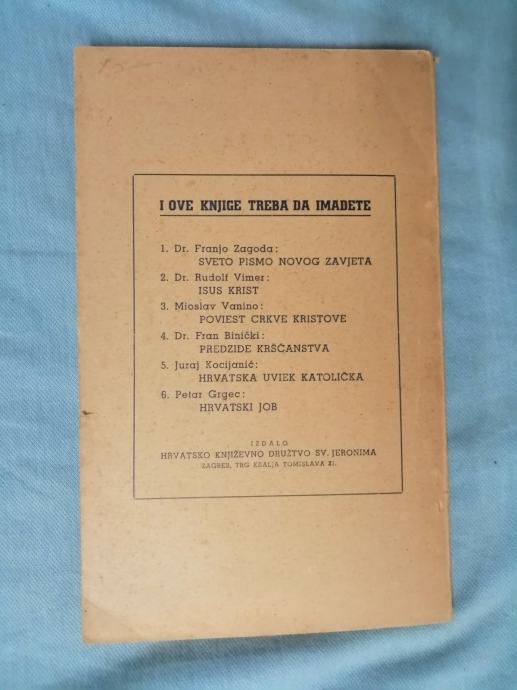 I OVE KNJIGE TREBA DA IMADETE
1. Dr. Franjo Zagoda:
SVETO PISMO NOVOG ZAVJETA
2. Dr. Rudolf Vimer:
ISUS KRIST
3. Mioslav Vanino:
POVIEST CRKVE KRISTOVE
4. Dr. Fran Binički:
PREDZIDE KRŠĆANSTVA
5. Juraj Kocijanić:
HRVATSKA UVIEK KATOLIČKA
6. Petar Grgec:
HRVATSKI JOB
IZDALO
HRVATSKO KNJIŽEVNO DRUŽTVO SV. JERONIMA
ZAGREB, TRG KRALJA TOMISLAVA 21.